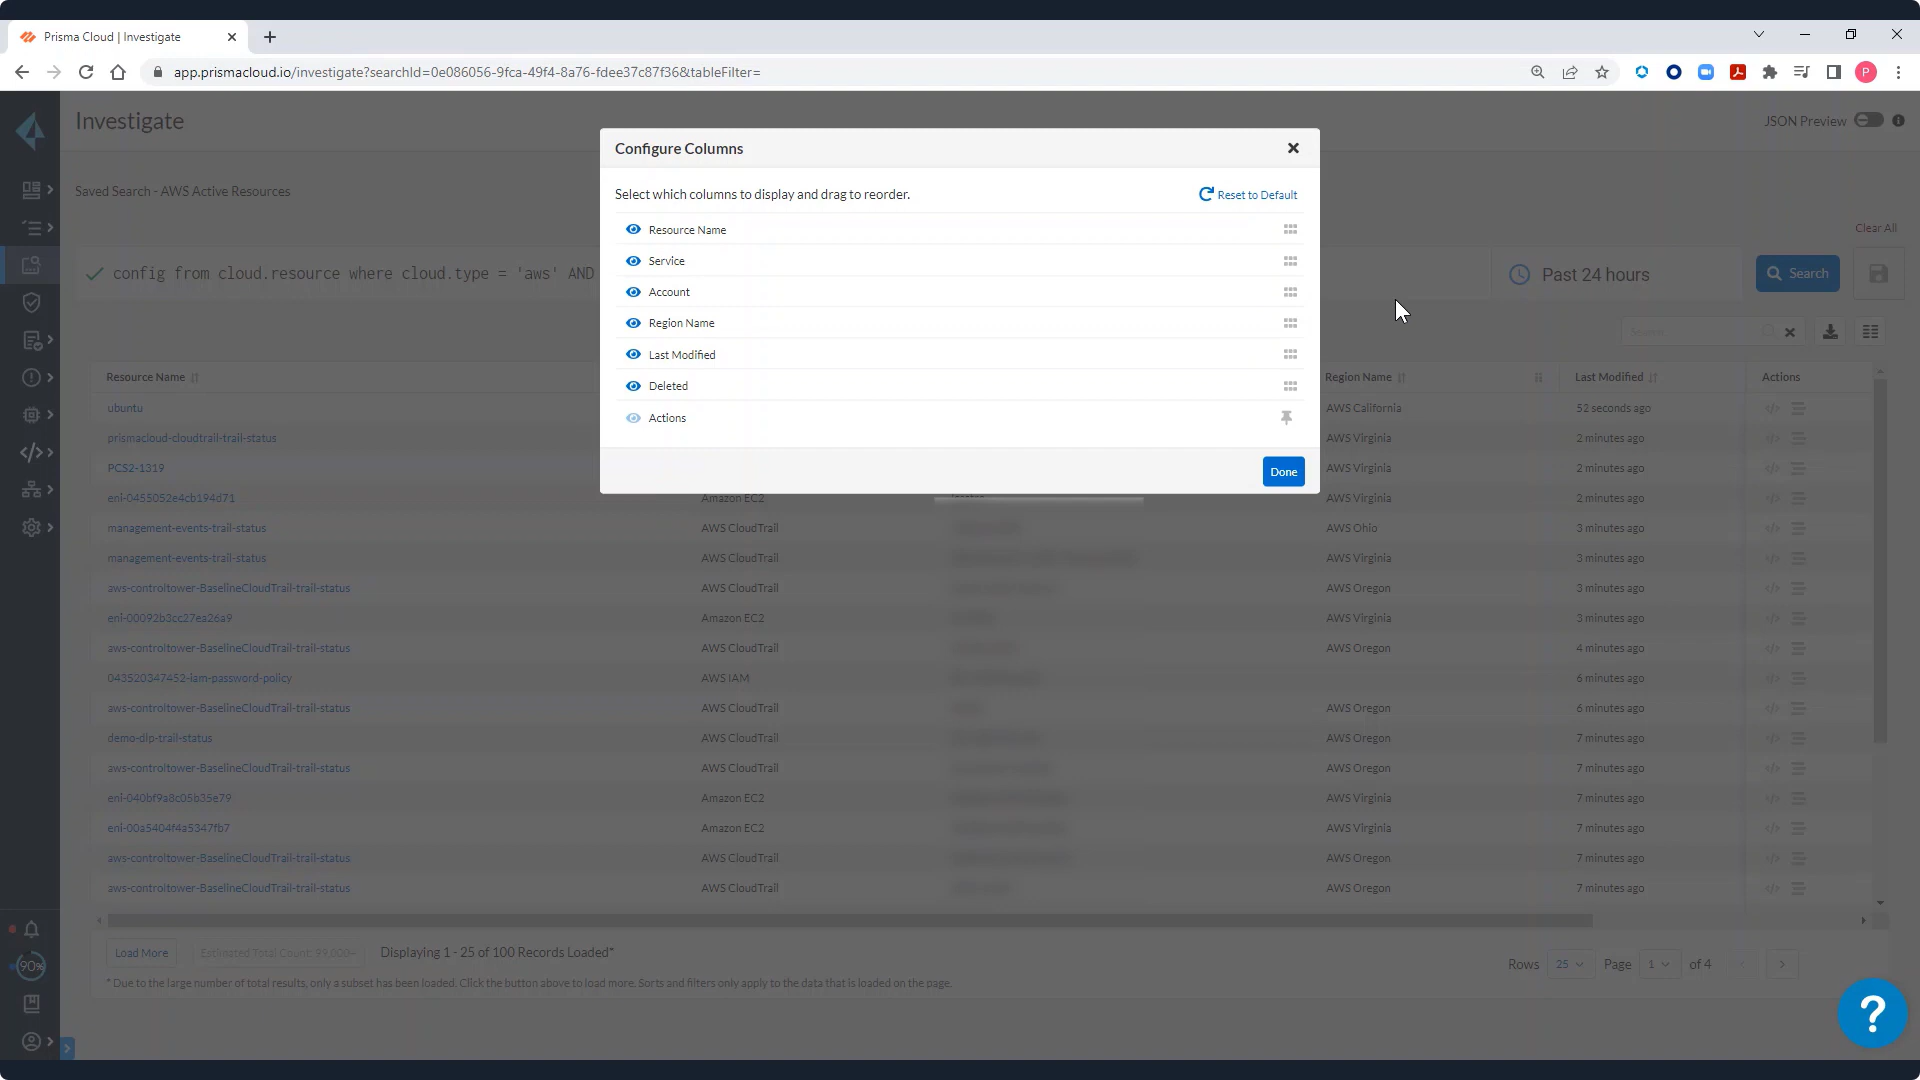 Prisma Cloud | Investigate
app.prismacloud.io/investigate?searchId=0e086056-9fca-49f4-8a76-fdee37c87f36&tableFilter=
P
Investigate
JSON Preview
Saved Search - AWS Active Resources
Clear All
config from cloud.resource where cloud.type = 'aws' AND
Past 24 hours
Search
Configure Columns
Select which columns to display and drag to reorder.
Reset to Default
Resource Name
Service
Account
Region Name
Last Modified
Deleted
Actions
Done
Resource Name Region Name Last Modified Actions
ubuntu AWS California 52 seconds ago
prismacloud-cloudtrail-trail-status AWS Virginia 2 minutes ago
PCS2-1319 AWS Virginia 2 minutes ago
eni-0455052e4cb194d71 Amazon EC2 AWS Virginia 2 minutes ago
management-events-trail-status AWS CloudTrail AWS Ohio 3 minutes ago
management-events-trail-status AWS CloudTrail AWS Virginia 3 minutes ago
aws-controltower-BaselineCloudTrail-trail-status AWS CloudTrail AWS Oregon 3 minutes ago
eni-00092b3cc27ea26a9 Amazon EC2 AWS Virginia 3 minutes ago
aws-controltower-BaselineCloudTrail-trail-status AWS CloudTrail AWS Oregon 4 minutes ago
043520347452-iam-password-policy AWS IAM 6 minutes ago
aws-controltower-BaselineCloudTrail-trail-status AWS CloudTrail AWS Oregon 6 minutes ago
demo-dlp-trail-status AWS CloudTrail AWS Oregon 7 minutes ago
aws-controltower-BaselineCloudTrail-trail-status AWS CloudTrail AWS Oregon 7 minutes ago
eni-040bf9a8c05b35e79 Amazon EC2 AWS Virginia 7 minutes ago
eni-00a5404f4a5347fb7 Amazon EC2 AWS Virginia 7 minutes ago
aws-controltower-BaselineCloudTrail-trail-status AWS CloudTrail AWS Oregon 7 minutes ago
aws-controltower-BaselineCloudTrail-trail-status AWS CloudTrail AWS Oregon 7 minutes ago
Load More Estimated Total Count: 99,000~ Displaying 1 - 25 of 100 Records Loaded*
Rows 25 Page 1 of 4
* Due to the large number of total results, only a subset has been loaded. Click the button above to load more. Sorts and filters only apply to the data that is loaded on the page.
90%
?